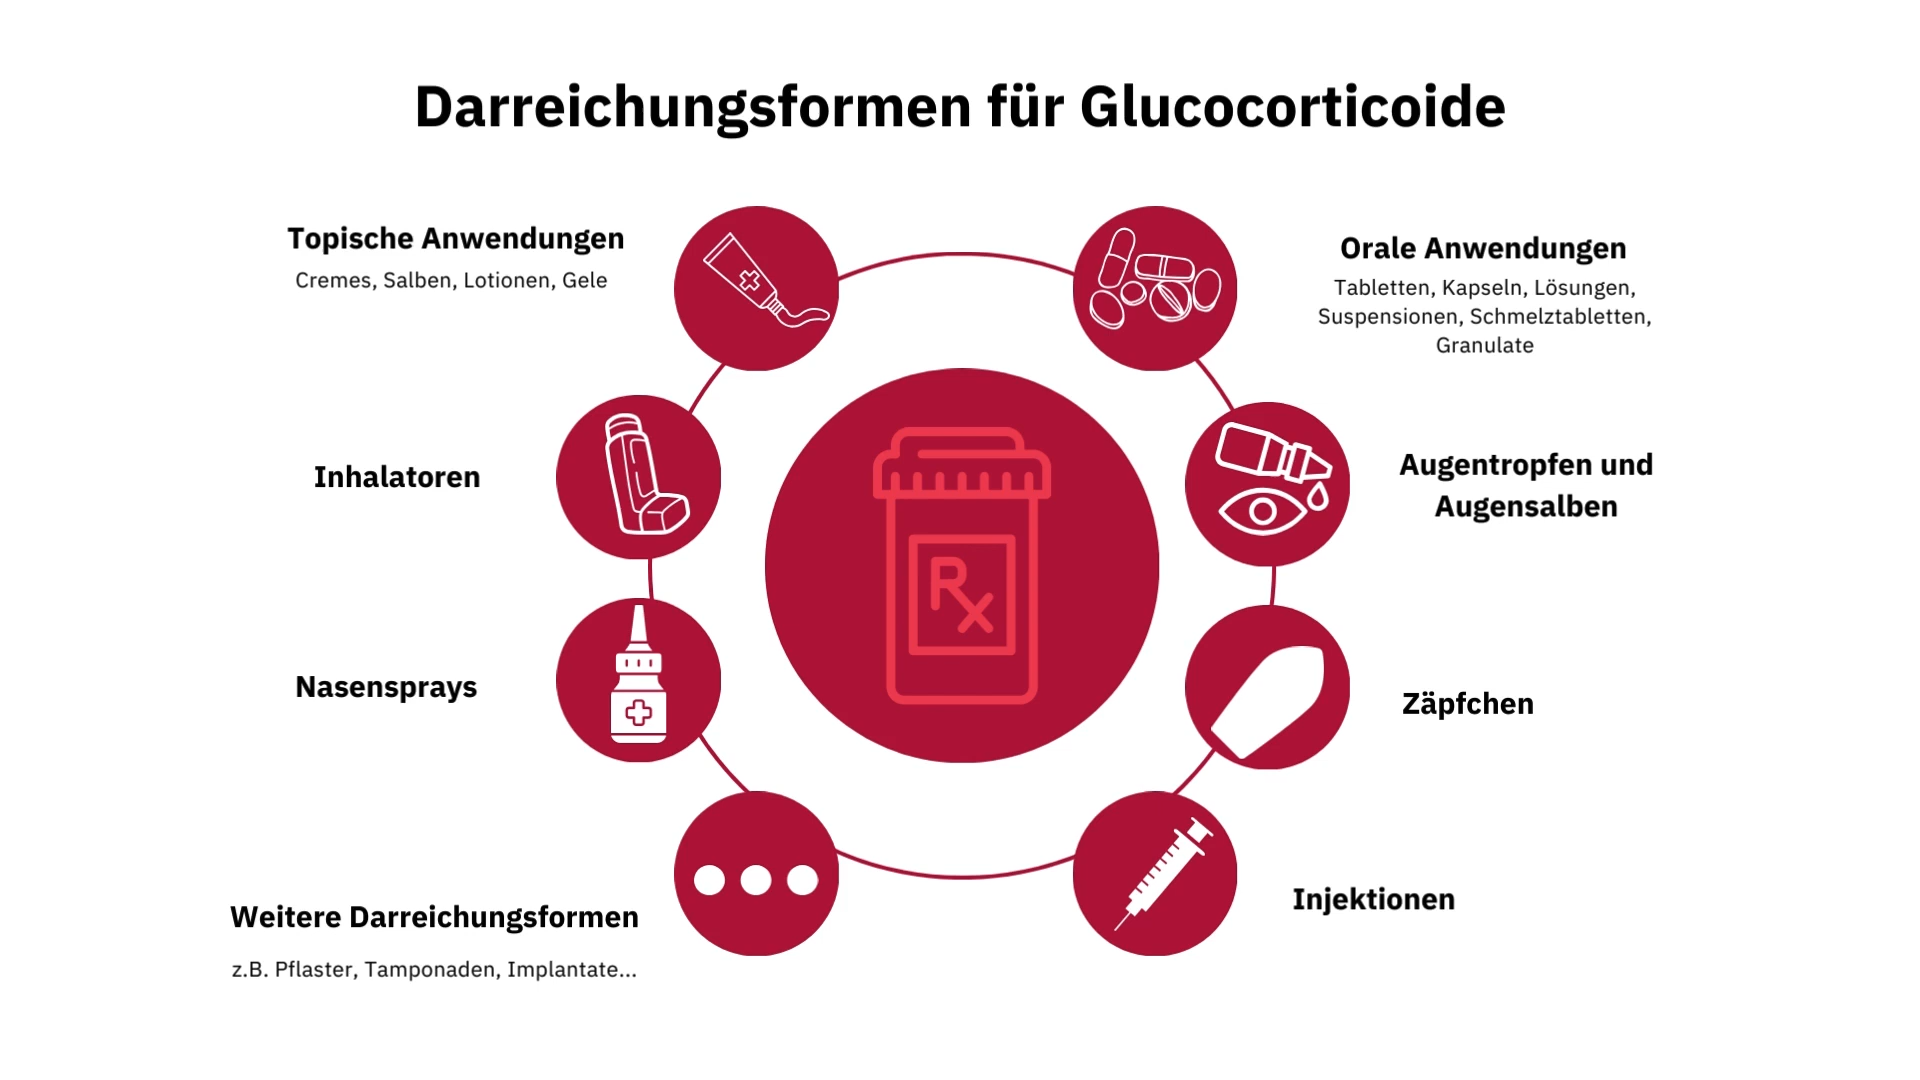 Darreichungsformen für Glucocorticoide
Topische Anwendungen
Cremes, Salben, Lotionen, Gele
Orale Anwendungen
Tabletten, Kapseln, Lösungen,
Suspensionen, Schmelztabletten,
Granulate
Inhalatoren
Augentropfen und
Augensalben
Rx
Nasensprays
Zäpfchen
Weitere Darreichungsformen
z.B. Pflaster, Tamponaden, Implantate...
Injektionen